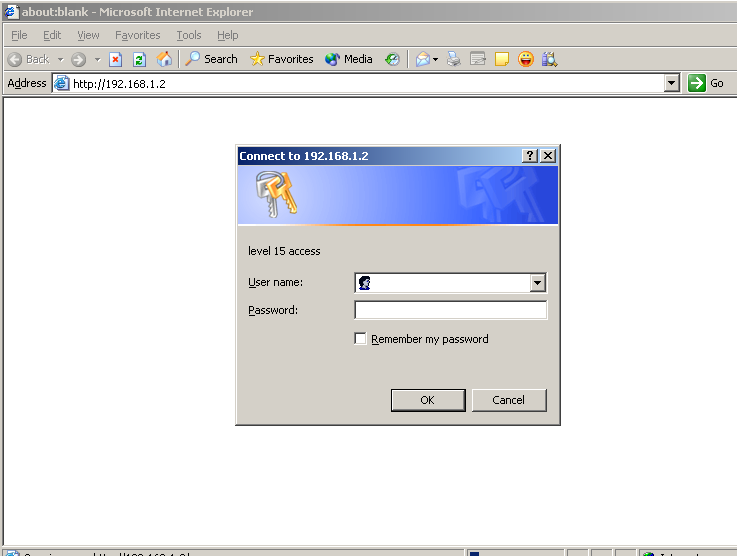 about:blank - Microsoft Internet Explorer
File Edit View Favorites Tools Help
Back Search Favorites Media
Address http://192.168.1.2 Go
Connect to 192.168.1.2
level 15 access
User name:
Password:
Remember my password
OK Cancel